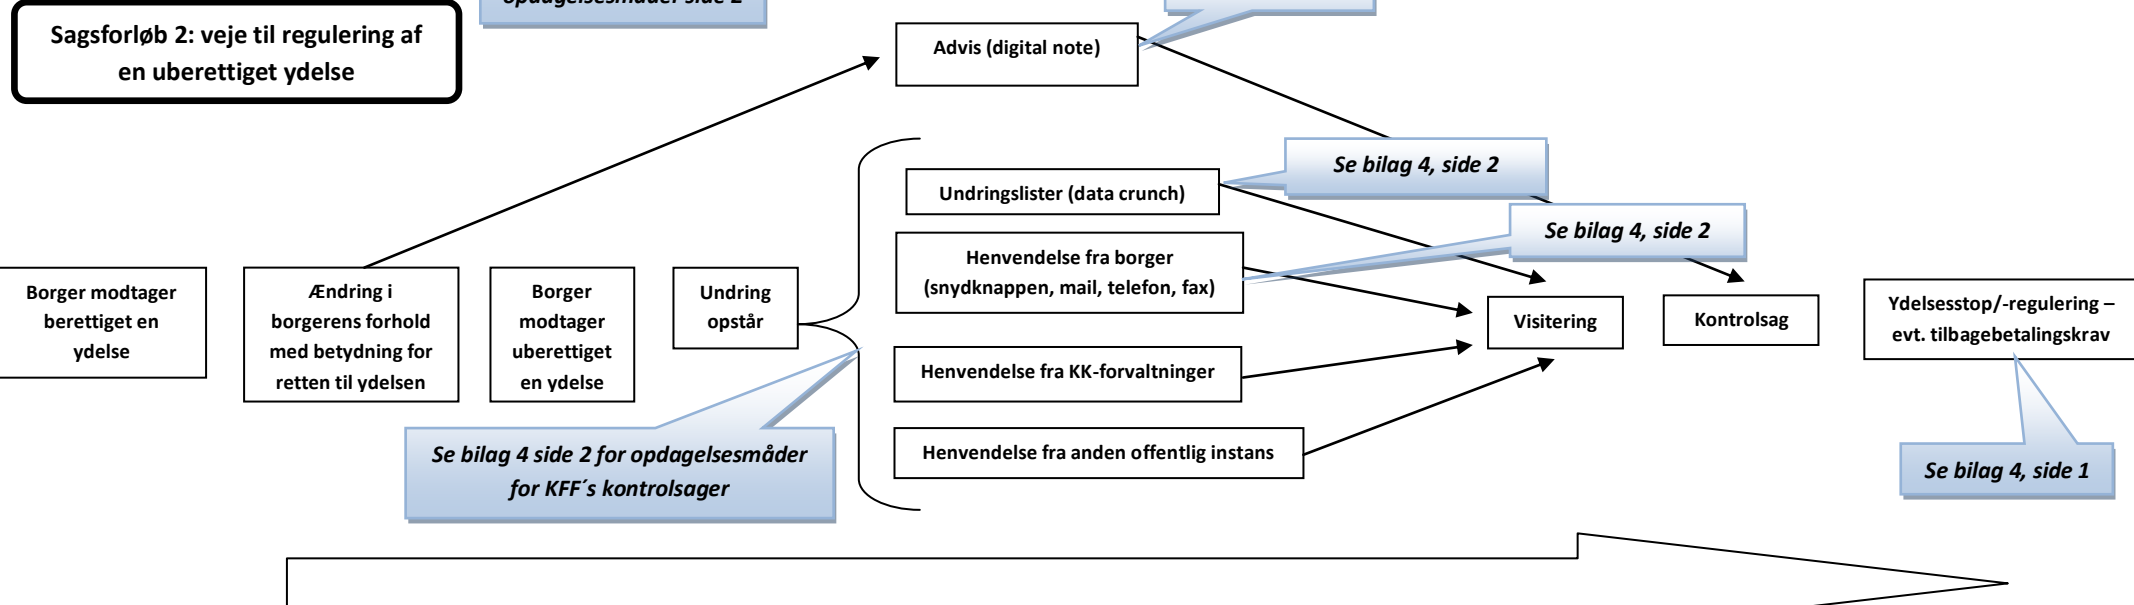 opdagelsesmåder side 2
Sagsforløb 2: veje til regulering af
en uberettiget ydelse
Advis (digital note)
Se bilag 4, side 2
Undringslister (data crunch)
Se bilag 4, side 2
Henvendelse fra borger
(snydknappen, mail, telefon, fax)
Borger modtager
berettiget en
ydelse
Ændring i
borgerens forhold
med betydning for
retten til ydelsen
Borger
modtager
uberettiget
en ydelse
Undring
opstår
Visitering
Kontrolsag
Ydelsesstop/-regulering –
evt. tilbagebetalingskrav
Henvendelse fra KK-forvaltninger
Henvendelse fra anden offentlig instans
Se bilag 4 side 2 for opdagelsesmåder
for KFF´s kontrolsager
Se bilag 4, side 1